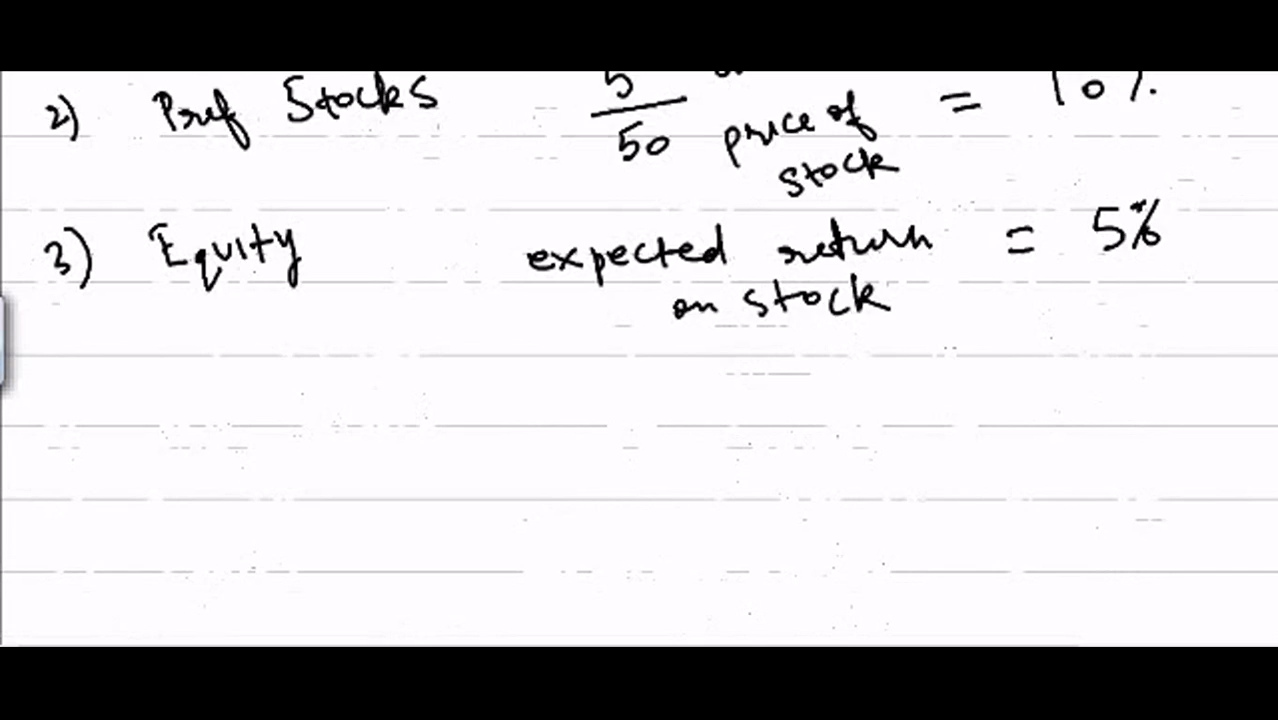 2) Pref Stocks 5/50 price of stock = 10%
3) Equity expected return on stock = 5%